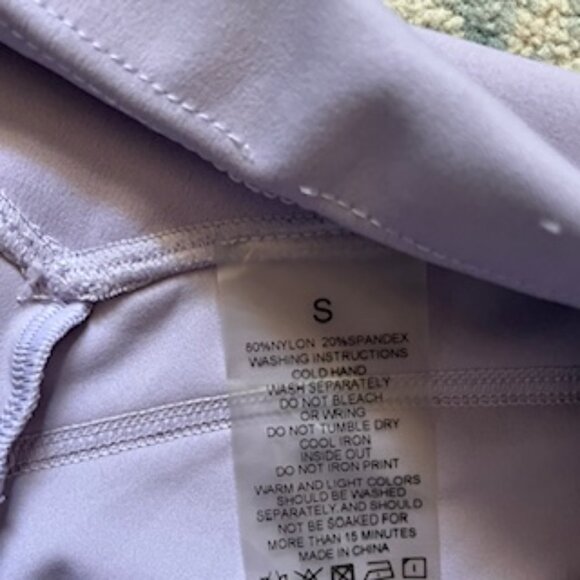 S
80%NYLON 20%SPANDEX
WASHING INSTRUCTIONS
COLD HAND
WASH SEPARATELY
DO NOT BLEACH
OR WRING
DO NOT TUMBLE DRY
COOL IRON
INSIDE OUT
DO NOT IRON PRINT
WARM AND LIGHT COLORS
SHOULD BE WASHED
SEPARATELY.AND SHOULD
NOT BE SOAKED FOR
MORE THAN 15 MINUTES
MADE IN CHINA